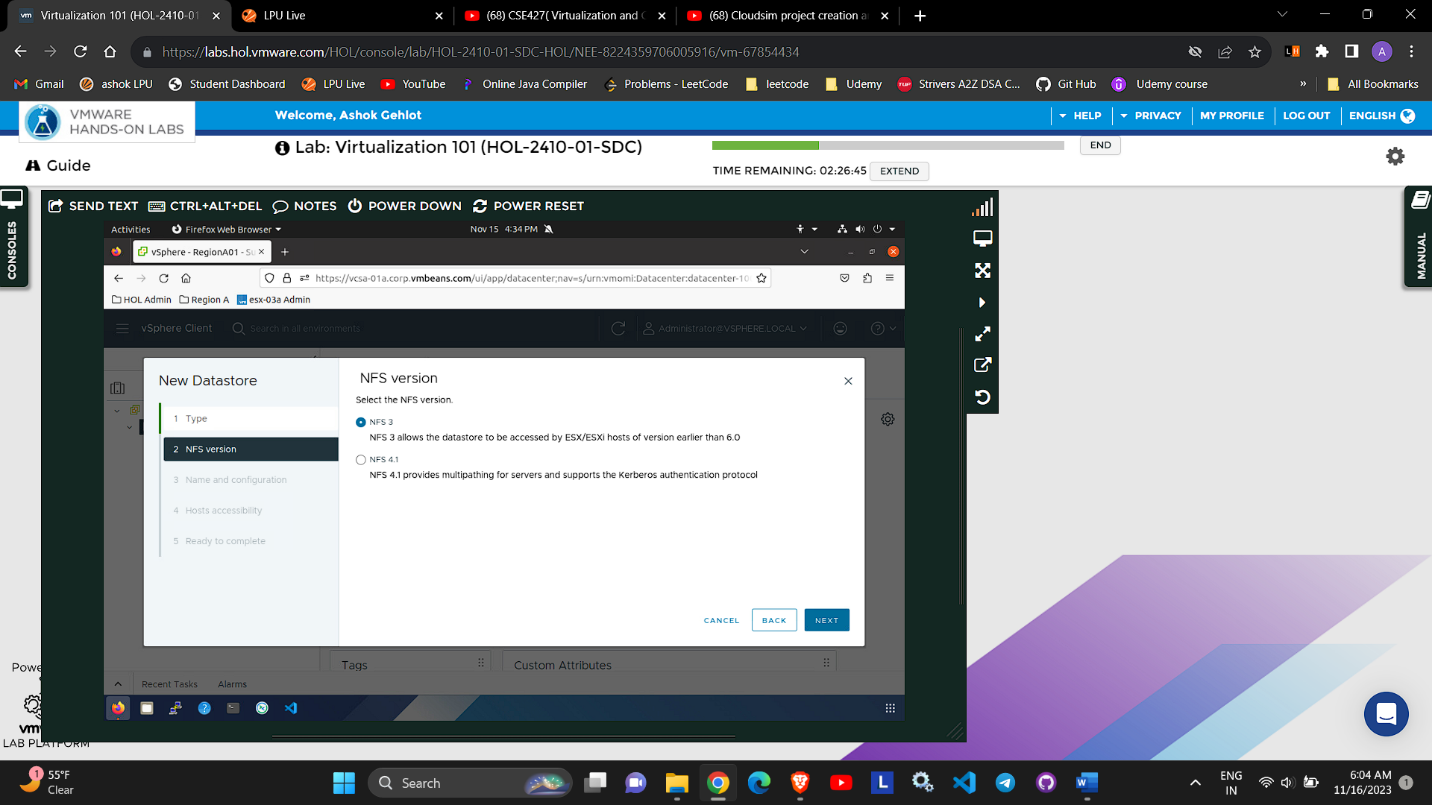 Virtualization 101 (HOL-2410-01
LPU Live
(68) CSE427( Virtualization and C
(68) Cloudsim project creation a
https://labs.hol.vmware.com/HOL/console/lab/HOL-2410-01-SDC-HOL/NEE-8224359706005916/vm-67854434
A
Gmail
ashok LPU
Student Dashboard
LPU Live
YouTube
Online Java Compiler
Problems - LeetCode
leetcode
Udemy
Strivers A2Z DSA C...
Git Hub
Udemy course
»
All Bookmarks
VMWARE
HANDS-ON LABS
Welcome, Ashok Gehlot
HELP
PRIVACY
MY PROFILE
LOG OUT
ENGLISH
Guide
Lab: Virtualization 101 (HOL-2410-01-SDC)
TIME REMAINING: 02:26:45
EXTEND
END
CONSOLES
MANUAL
SEND TEXT
CTRL+ALT+DEL
NOTES
POWER DOWN
POWER RESET
Activities
Firefox Web Browser
Nov 15 4:34 PM
vSphere - RegionA01 - Su
https://vcsa-01a.corp.vmbeans.com/ui/app/datacenter;nav=s/urn:vmomi:Datacenter:datacenter-10
HOL Admin
Region A
esx-03a Admin
vSphere Client
Search in all environments
Administrator@VSPHERE.LOCAL
New Datastore
1 Type
2 NFS version
3 Name and configuration
4 Hosts accessibility
5 Ready to complete
NFS version
Select the NFS version.
NFS 3
NFS 3 allows the datastore to be accessed by ESX/ESXi hosts of version earlier than 6.0
NFS 4.1
NFS 4.1 provides multipathing for servers and supports the Kerberos authentication protocol
CANCEL
BACK
NEXT
Tags
Custom Attributes
Recent Tasks
Alarms
Powe
vm
LAB PLATFORM
1
55°F
Clear
Search
ENG
IN
6:04 AM
11/16/2023
1